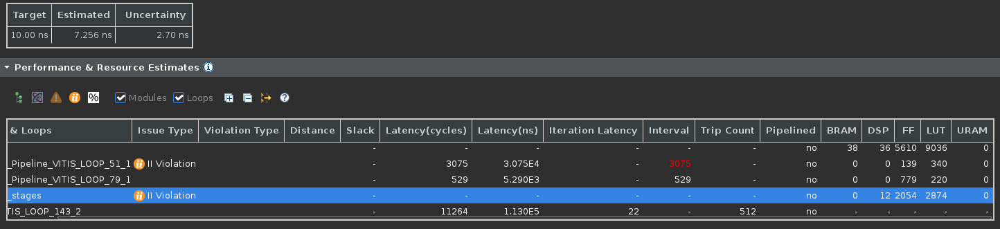 Target Estimated Uncertainty
10.00 ns 7.256 ns 2.70 ns
Performance & Resource Estimates i
ii % Modules Loops ?
& Loops Issue Type Violation Type Distance Slack Latency(cycles) Latency(ns) Iteration Latency Interval Trip Count Pipelined BRAM DSP FF LUT URAM
- - - - - - no 38 36 5610 9036 0
_Pipeline_VITIS_LOOP_51_1 ii II Violation - 3075 3.075E4 - 3075 - no 0 0 139 340 0
_Pipeline_VITIS_LOOP_79_1 - 529 5.290E3 - 529 - no 0 0 779 220 0
_stages ii II Violation - - - - - - no 0 12 2054 2874 0
TIS_LOOP_143_2 - 11264 1.130E5 22 - 512 no - - - - -